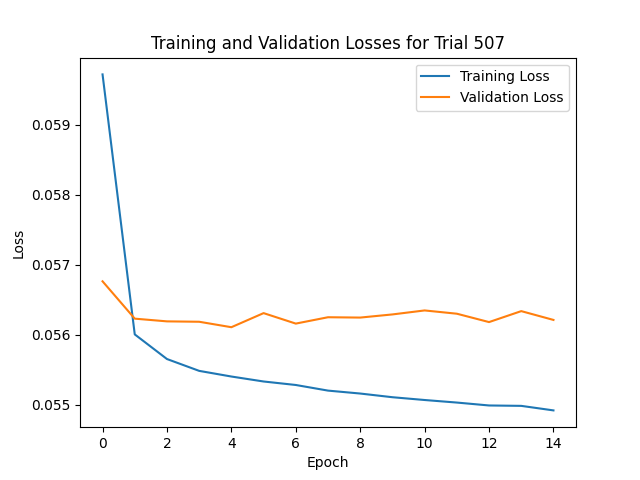 Training and Validation Losses for Trial 507
Training Loss
Validation Loss
Loss
0.059
0.058
0.057
0.056
0.055
0 2 4 6 8 10 12 14
Epoch